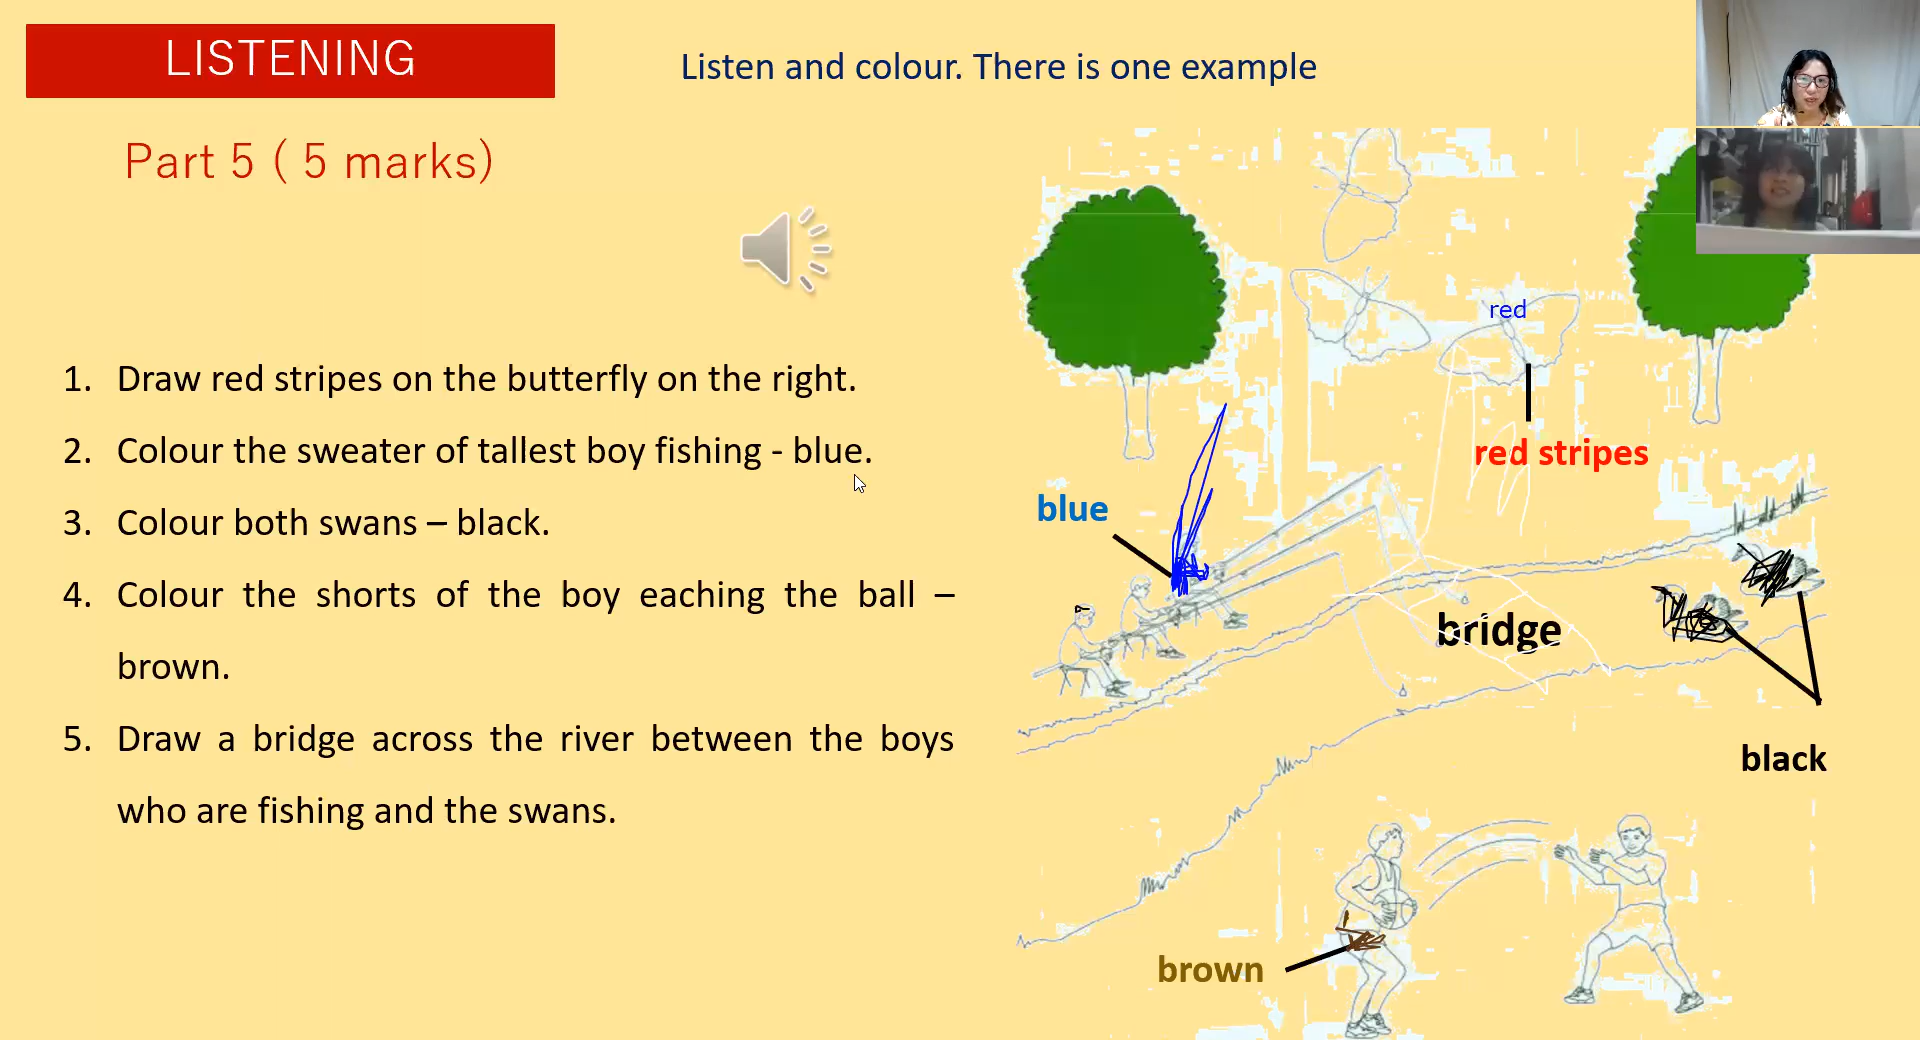 LISTENING
Listen and colour. There is one example
Part 5 ( 5 marks)
1. Draw red stripes on the butterfly on the right.
2. Colour the sweater of tallest boy fishing - blue.
3. Colour both swans – black.
4. Colour the shorts of the boy eaching the ball –
brown.
5. Draw a bridge across the river between the boys
who are fishing and the swans.
red
red stripes
blue
bridge
black
brown